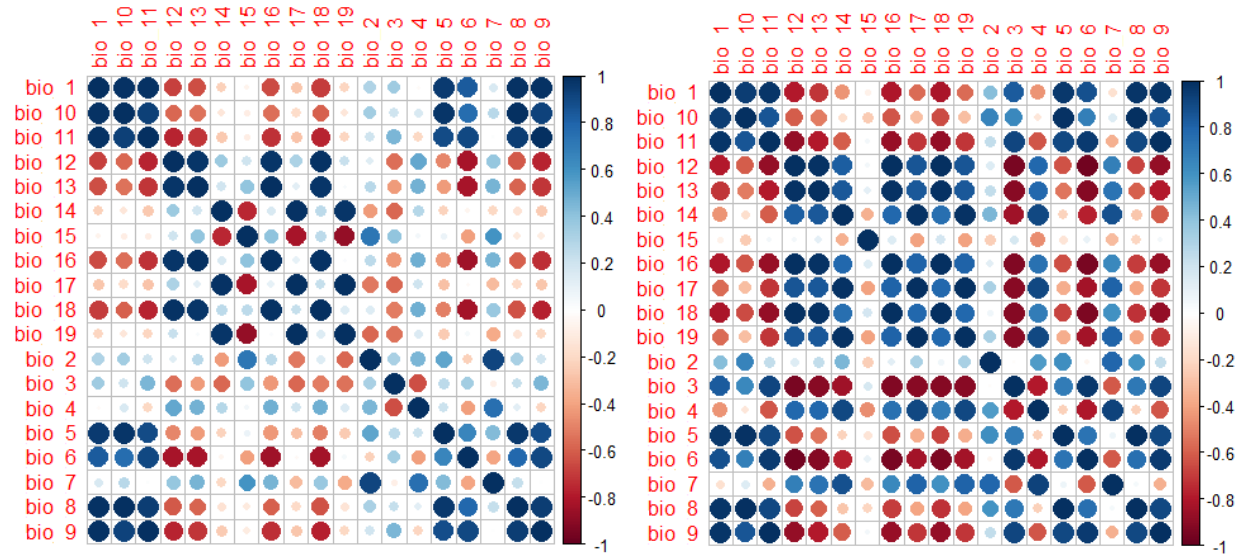 bio 1 bio 10 bio 11 bio 12 bio 13 bio 14 bio 15 bio 16 bio 17 bio 18 bio 19 bio 2 bio 3 bio 4 bio 5 bio 6 bio 7 bio 8 bio 9
bio 1
bio 10
bio 11
bio 12
bio 13
bio 14
bio 15
bio 16
bio 17
bio 18
bio 19
bio 2
bio 3
bio 4
bio 5
bio 6
bio 7
bio 8
bio 9
1
0.8
0.6
0.4
0.2
0
-0.2
-0.4
-0.6
-0.8
-1
bio 1 bio 10 bio 11 bio 12 bio 13 bio 14 bio 15 bio 16 bio 17 bio 18 bio 19 bio 2 bio 3 bio 4 bio 5 bio 6 bio 7 bio 8 bio 9
bio 1
bio 10
bio 11
bio 12
bio 13
bio 14
bio 15
bio 16
bio 17
bio 18
bio 19
bio 2
bio 3
bio 4
bio 5
bio 6
bio 7
bio 8
bio 9
1
0.8
0.6
0.4
0.2
0
-0.2
-0.4
-0.6
-0.8
-1